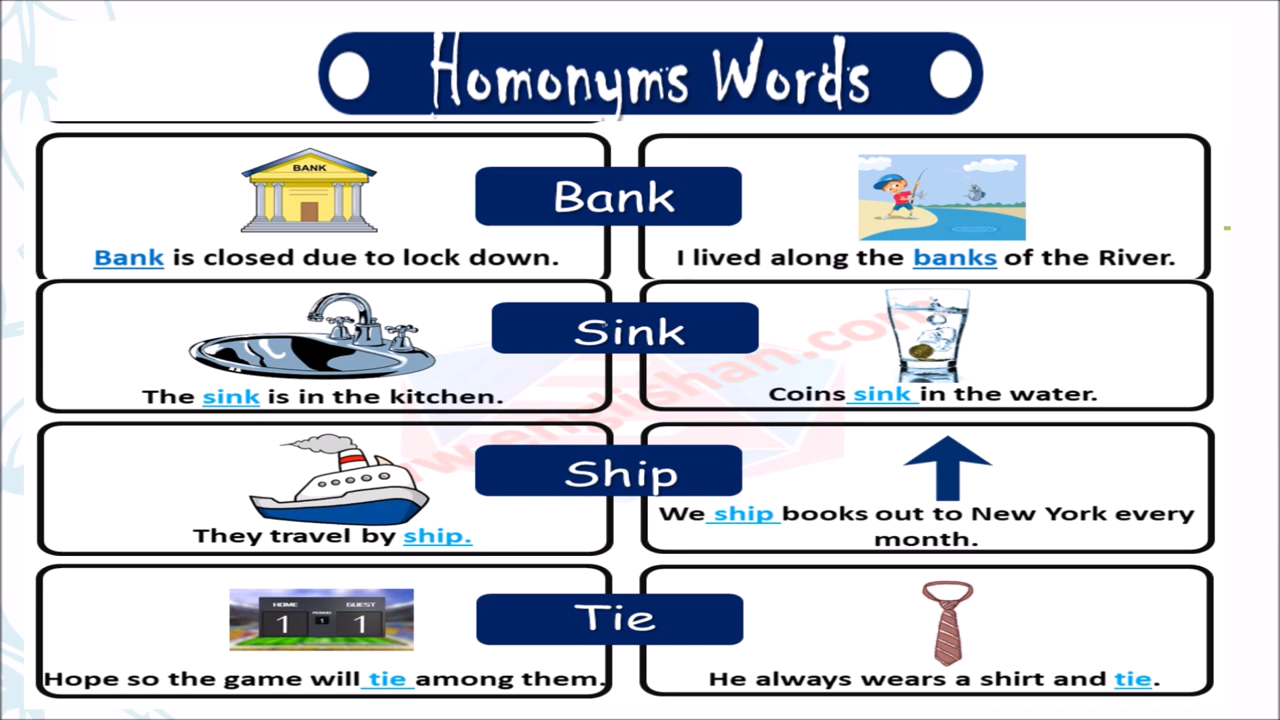 Homonyms Words
BANK
Bank
Bank is closed due to lock down.
I lived along the banks of the River.
Sink
The sink is in the kitchen.
Coins sink in the water.
Ship
They travel by ship.
We ship books out to New York every
month.
HOME
GUEST
1
1
1
Tie
Hope so the game will tie among them.
He always wears a shirt and tie.
w.englishan.com